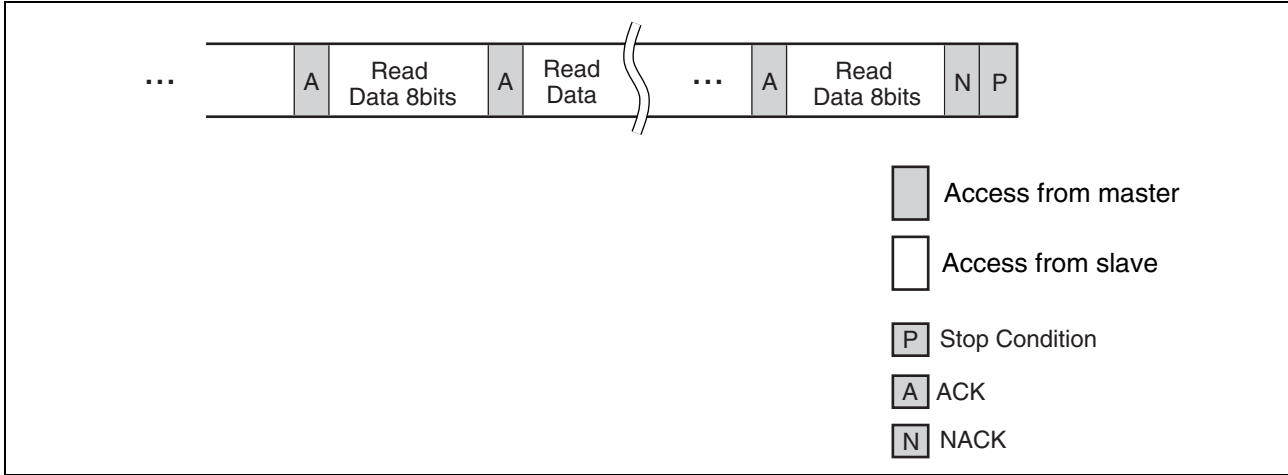 ... A Read Data 8bits A Read Data ... A Read Data 8bits N P
Access from master
Access from slave
P Stop Condition
A ACK
N NACK